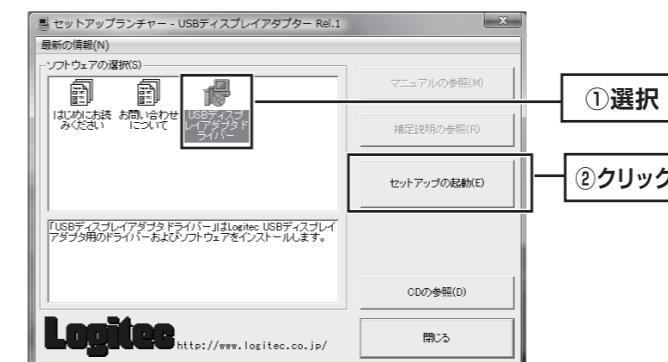 セットアップランチャー - USBディスプレイアダプター Rel.1
最新の情報(N)
ソフトウェアの選択(S)
はじめにお読
みください
お問い合わせ
について
USBディスプ
レイアダプタド
ライバー
マニュアルの参照(M)
補足説明の参照(R)
セットアップの起動(E)
①選択
②クリック
「USBディスプレイアダプタドライバー」はLogitec USBディスプレイ
アダプタ用のドライバーおよびソフトウェアをインストールします。
CDの参照(D)
Logitec http://www.logitec.co.jp/
閉じる